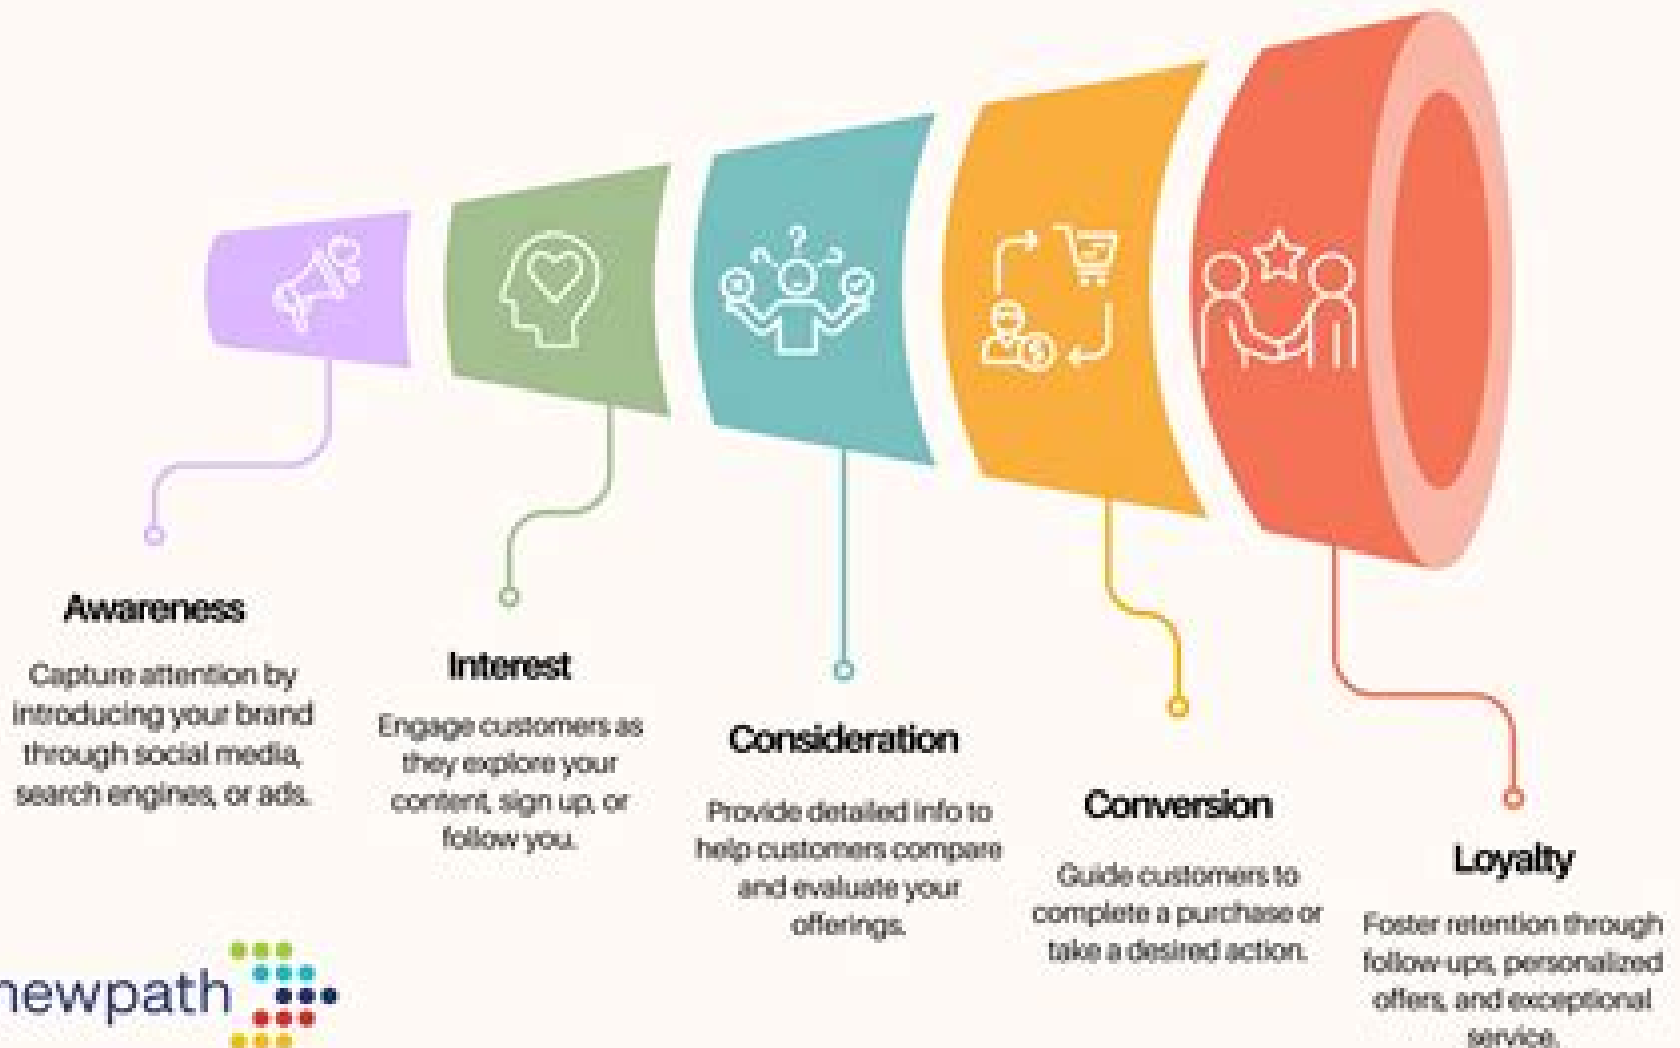 Awareness
Capture attention by
introducing your brand
through social media,
search engines, or ads.
Interest
Engage customers as
they explore your
content, sign up, or
follow you.
Consideration
Provide detailed info to
help customers compare
and evaluate your
offerings.
Conversion
Guide customers to
complete a purchase or
take a desired action.
Loyalty
Foster retention through
follow-ups, personalized
offers, and exceptional
service.
newpath